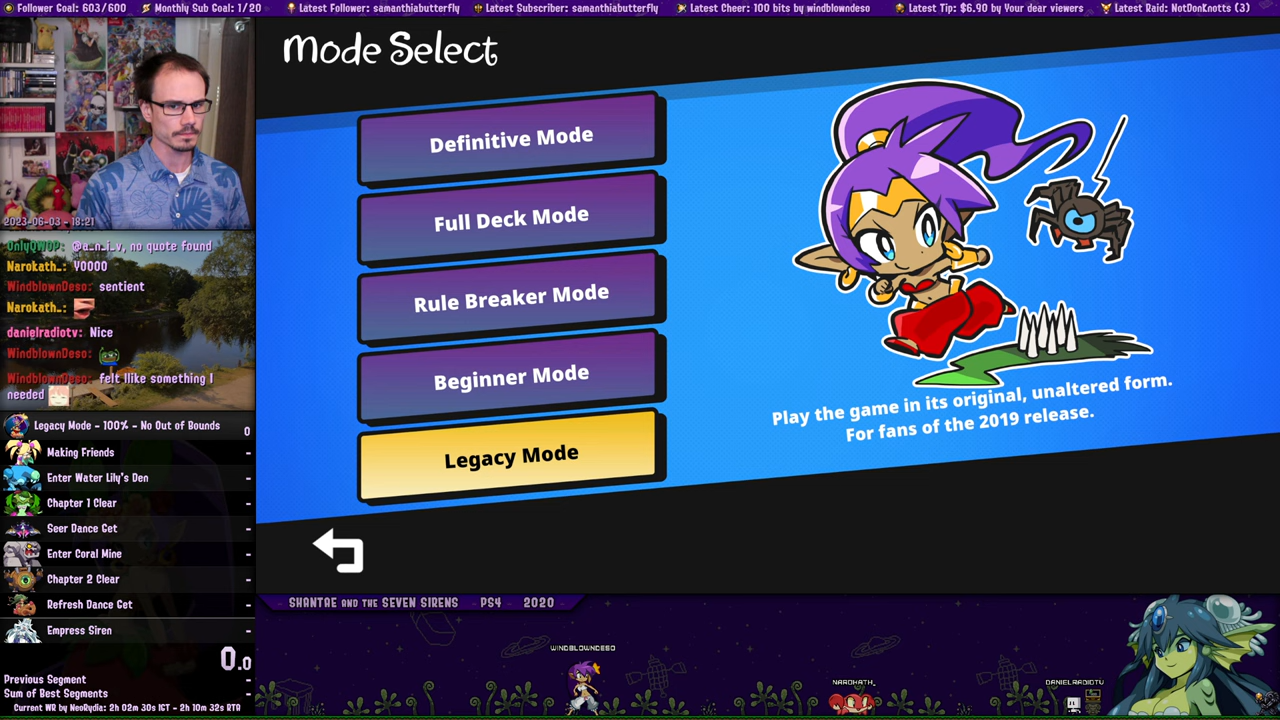 Follower Goal: 603/600
Monthly Sub Goal: 1/20
Latest Follower: samanthiabutterfly
Latest Subscriber: samanthiabutterfly
Latest Cheer: 100 bits by windblowndeso
Latest Tip: $6.90 by Your dear viewers
Latest Raid: NotDonKnotts (3)
Mode Select
Definitive Mode
Full Deck Mode
Rule Breaker Mode
Beginner Mode
Legacy Mode
Play the game in its original, unaltered form.
For fans of the 2019 release.
2023-06-03 - 18:21
OnlyQWOP: @a_n_i_v, no quote found
Narokath_: YOOOO
WindblownDeso: sentient
Narokath_:
danielradiotv: Nice
WindblownDeso:
WindblownDeso: felt llike something I
needed
Legacy Mode - 100% - No Out of Bounds 0
Making Friends -
Enter Water Lily's Den -
Chapter 1 Clear -
Seer Dance Get -
Enter Coral Mine -
Chapter 2 Clear -
Refresh Dance Get -
Empress Siren -
0.0
Previous Segment -
Sum of Best Segments -
Current WR by NeoRydia: 2h 02m 30s IGT - 2h 10m 32s RTA
- SHANTAE AND THE SEVEN SIRENS - PS4 - 2020 -
WINDBLOWNDESO
NAROKATH_
DANIELRADIOTV